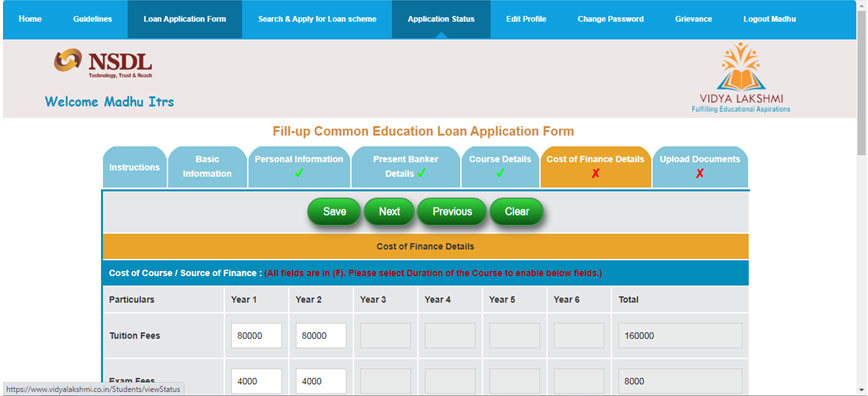 Home Guidelines Loan Application Form Search & Apply for Loan scheme Application Status Edit Profile Change Password Grievance Logout Madhu
NSDL
Technology, Trust & Reach
Welcome Madhu Itrs
VIDYA LAKSHMI
Fulfilling Educational Aspirations
Fill-up Common Education Loan Application Form
Instructions
Basic
Information
Personal Information
Present Banker
Details
Course Details
Cost of Finance Details
Upload Documents
Save Next Previous Clear
Cost of Finance Details
Cost of Course / Source of Finance : (All fields are in (₹). Please select Duration of the Course to enable below fields.)
Particulars Year 1 Year 2 Year 3 Year 4 Year 5 Year 6 Total
Tuition Fees 80000 80000 160000
Exam Fees 4000 4000 8000
https://www.vidyalakshmi.co.in/Students/viewStatus